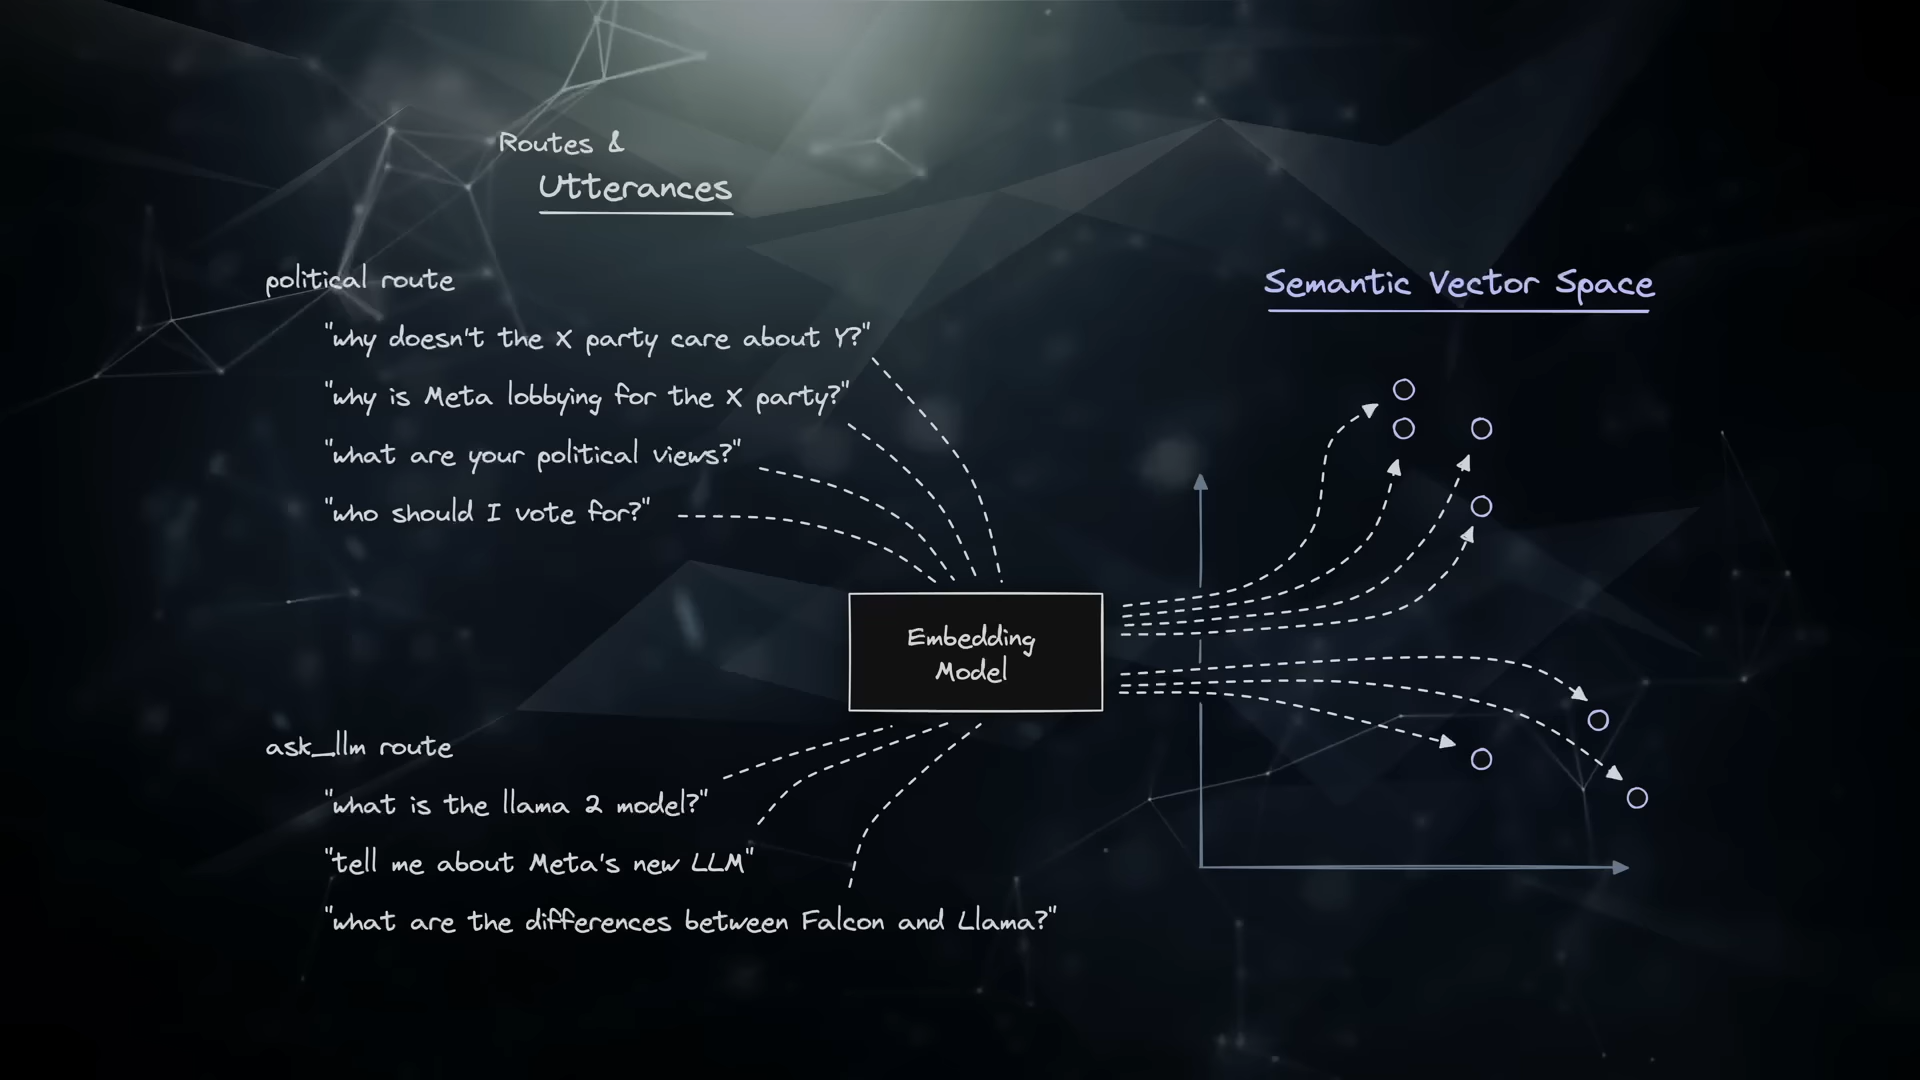 Routes &
Utterances
political route
"why doesn't the X party care about Y?"
"why is Meta lobbying for the X party?"
"what are your political views?"
"who should I vote for?"
Embedding
Model
ask_llm route
"what is the llama 2 model?"
"tell me about Meta's new LLM"
"what are the differences between Falcon and Llama?"
Semantic Vector Space